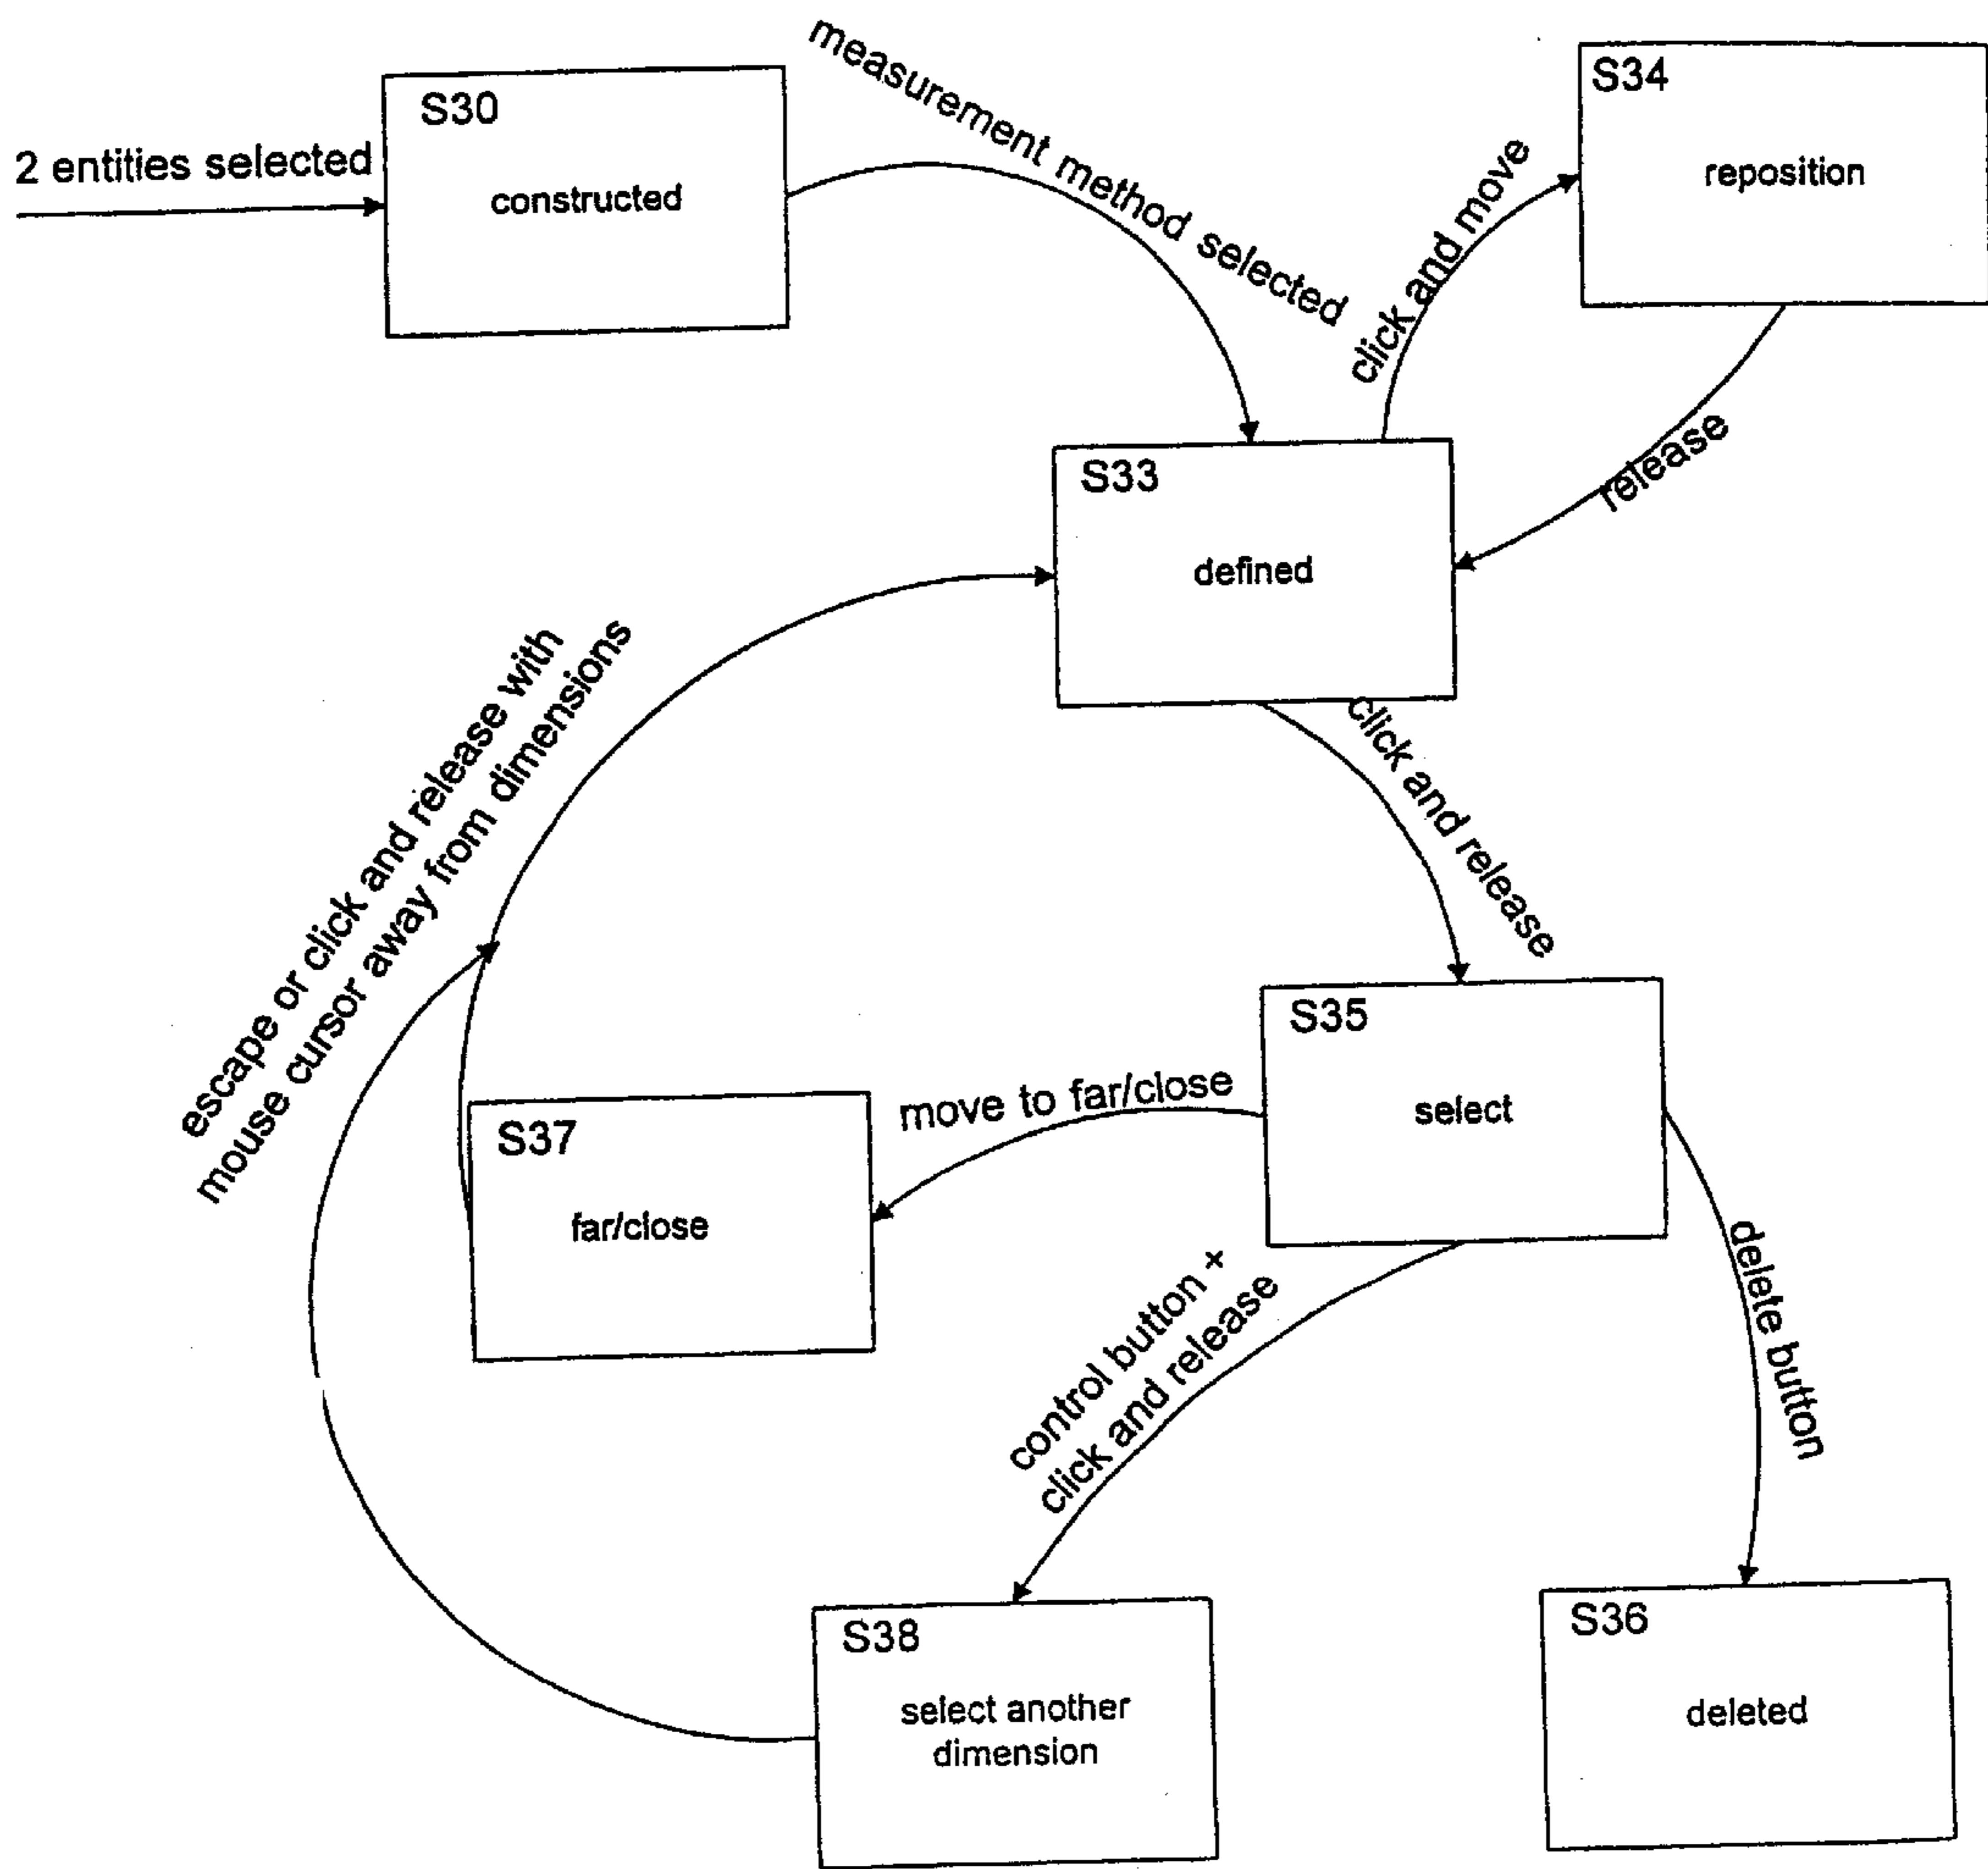 2 entities selected
S30
constructed
measurement method selected
S34
reposition
click and move
release
S33
defined
click and release
escape or click and release with
mouse cursor away from dimensions
S35
select
move to far/close
S37
far/close
control button +
click and release
delete button
S38
select another
dimension
S36
deleted